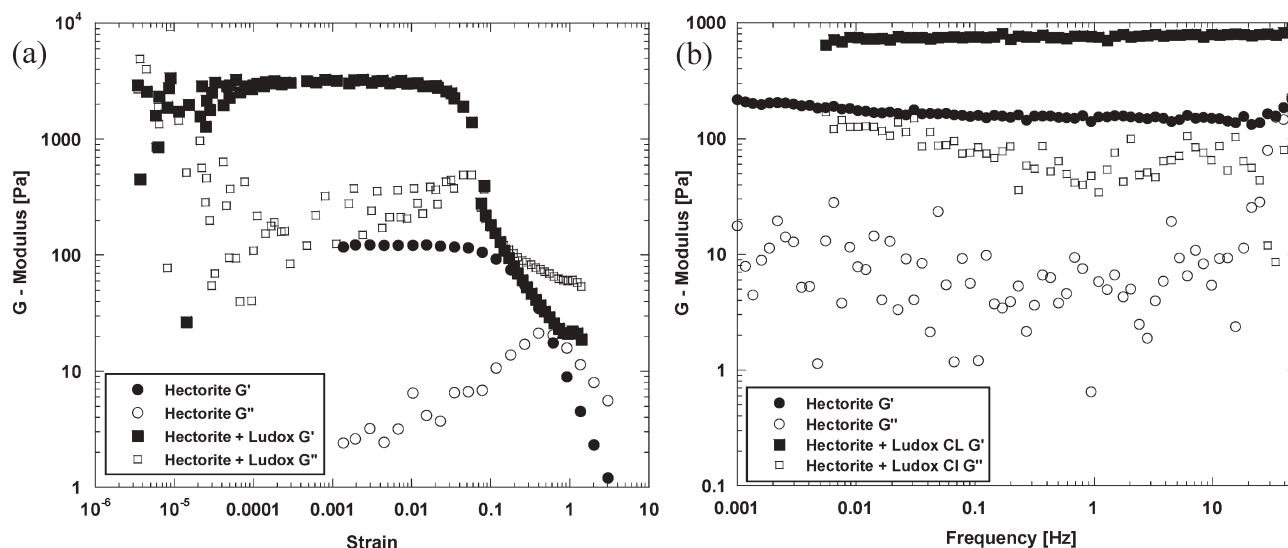 (a)
G - Modulus [Pa]
10⁴
1000
100
10
1
Hectorite G'
Hectorite G"
Hectorite + Ludox G'
Hectorite + Ludox G"
10⁻⁶
10⁻⁵
0.0001
0.001
0.01
0.1
1
10
Strain
(b)
G - Modulus [Pa]
1000
100
10
1
0.1
Hectorite G'
Hectorite G"
Hectorite + Ludox CL G'
Hectorite + Ludox Cl G"
0.001
0.01
0.1
1
10
Frequency [Hz]